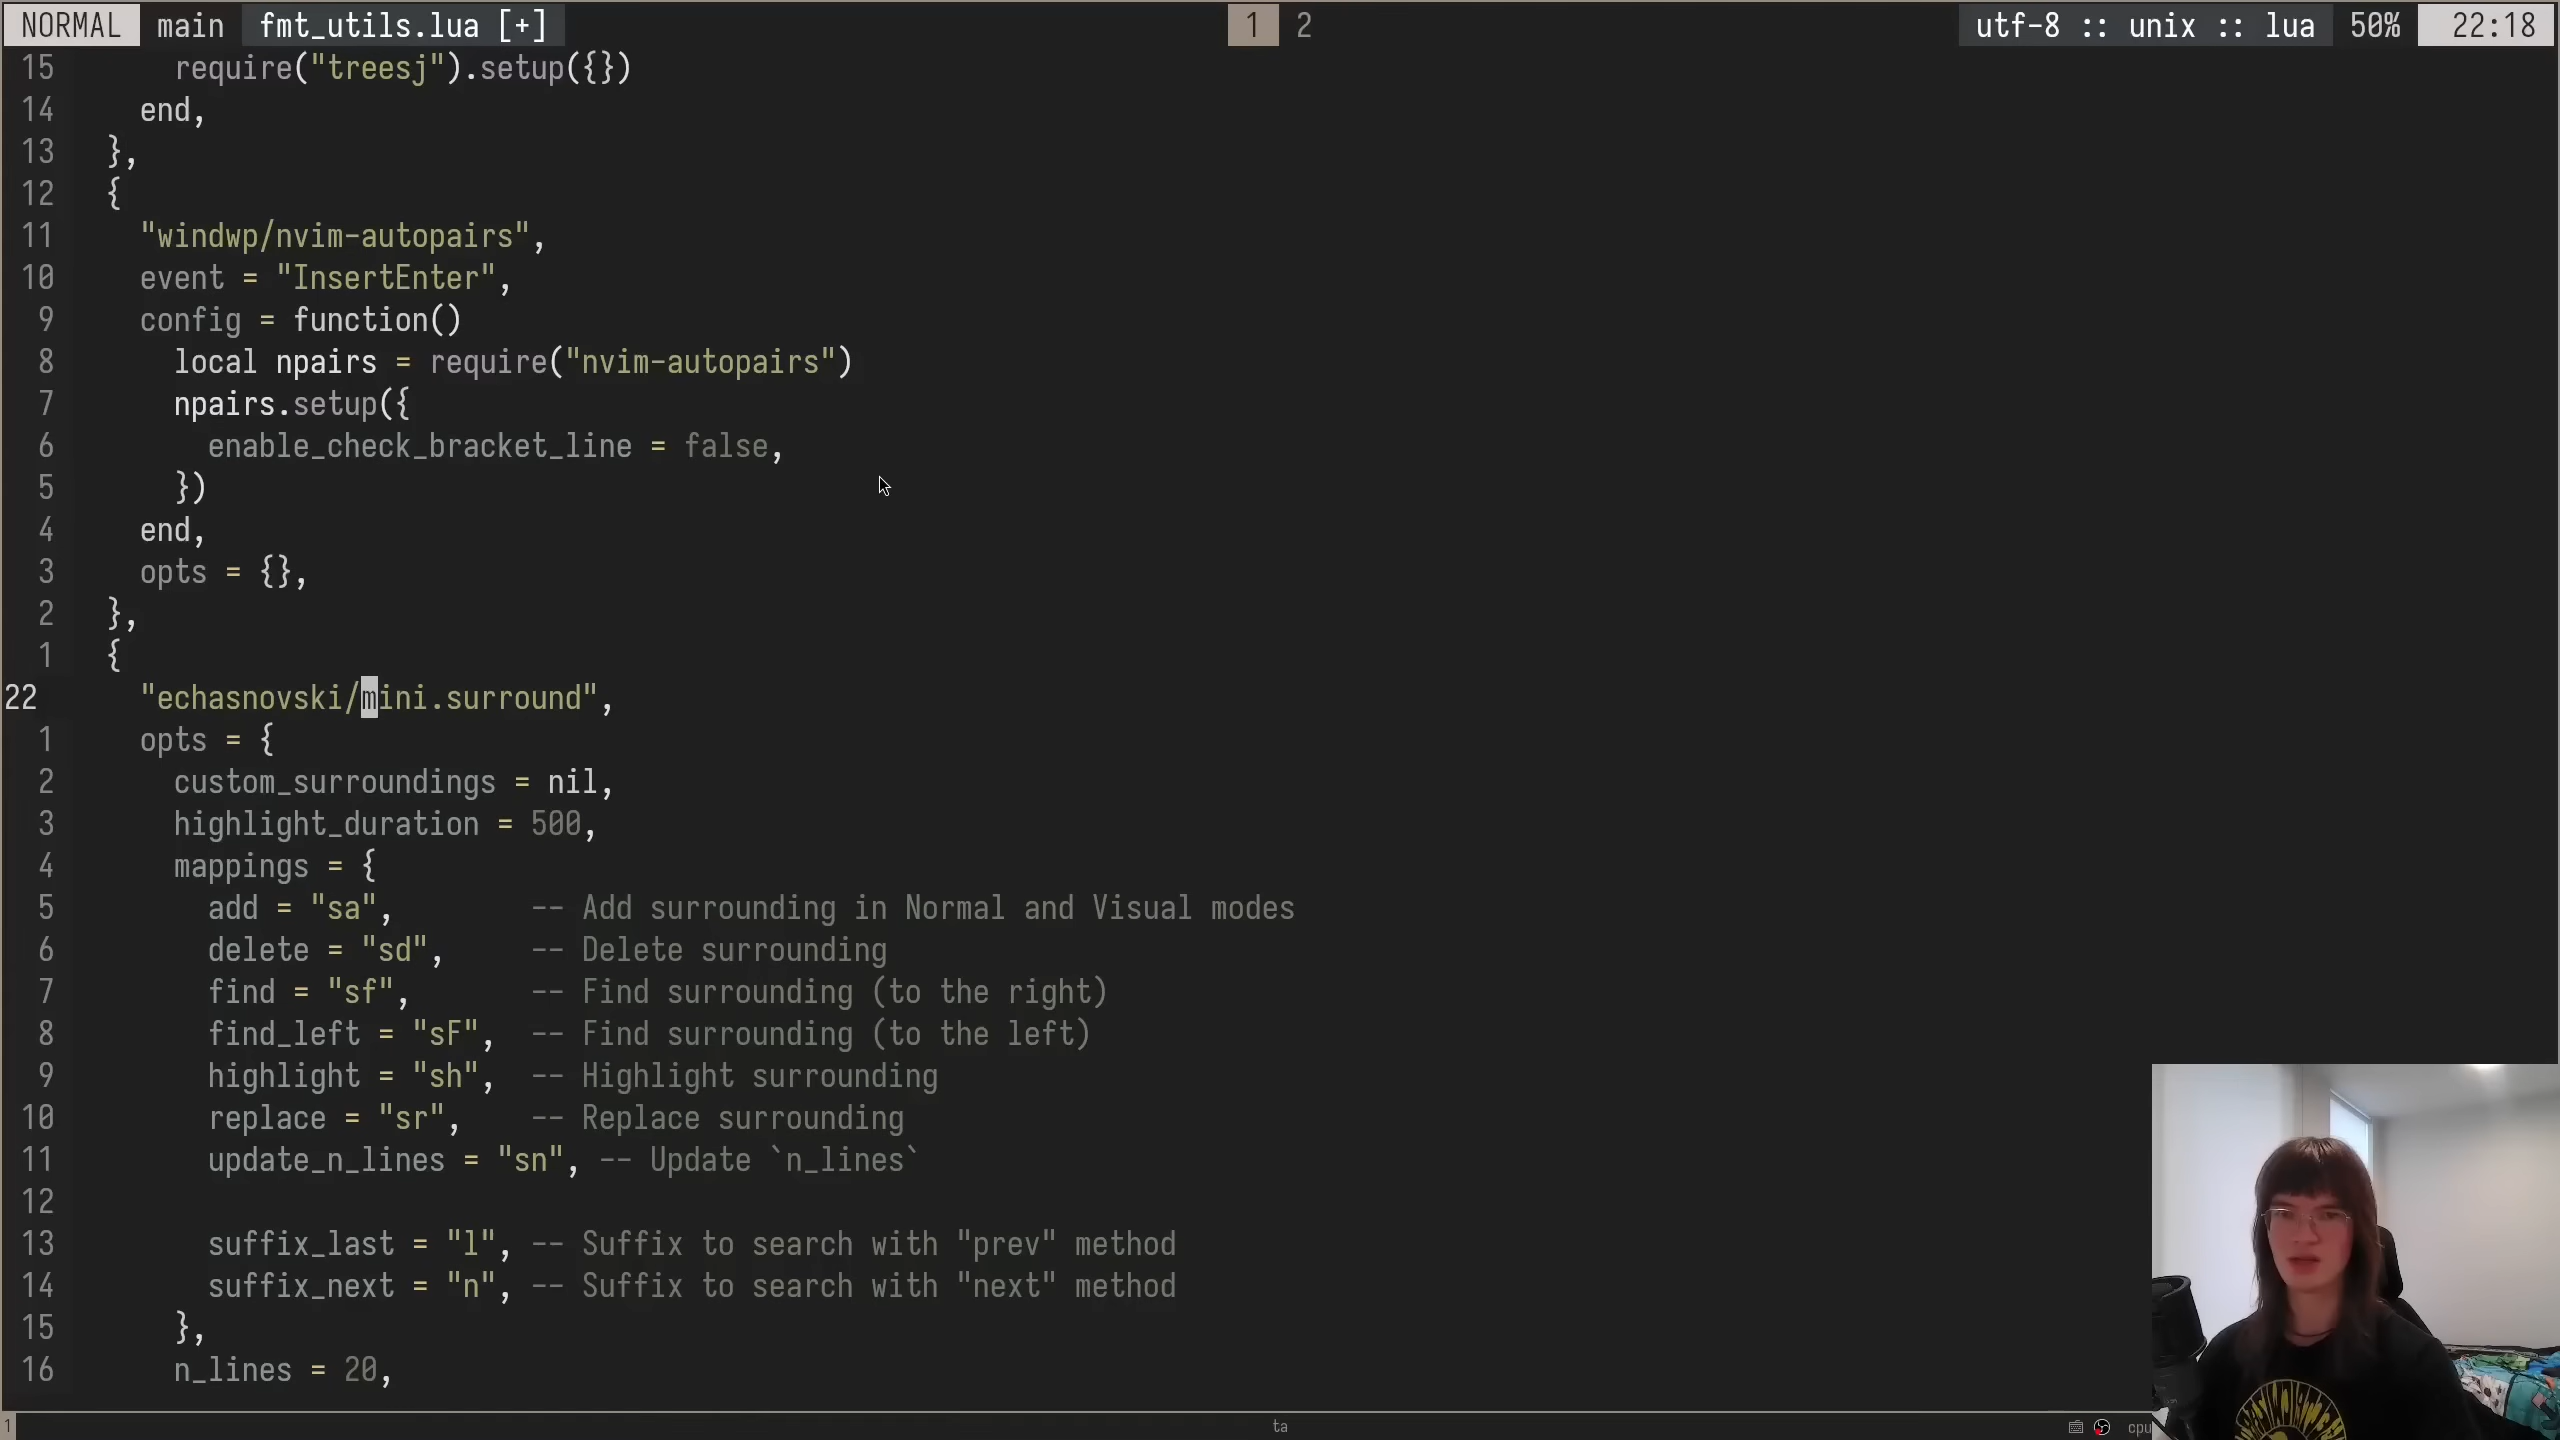 NORMAL main fmt_utils.lua [+] 1 2 utf-8 :: unix :: lua 50% 22:18
15 require("treesj").setup({})
14 end,
13 },
12 {
11 "windwp/nvim-autopairs",
10 event = "InsertEnter",
9 config = function()
8 local npairs = require("nvim-autopairs")
7 npairs.setup({
6 enable_check_bracket_line = false,
5 })
4 end,
3 opts = {},
2 },
1 {
22 "echasnovski/mini.surround",
1 opts = {
2 custom_surroundings = nil,
3 highlight_duration = 500,
4 mappings = {
5 add = "sa", -- Add surrounding in Normal and Visual modes
6 delete = "sd", -- Delete surrounding
7 find = "sf", -- Find surrounding (to the right)
8 find_left = "sF", -- Find surrounding (to the left)
9 highlight = "sh", -- Highlight surrounding
10 replace = "sr", -- Replace surrounding
11 update_n_lines = "sn", -- Update `n_lines`
12
13 suffix_last = "l", -- Suffix to search with "prev" method
14 suffix_next = "n", -- Suffix to search with "next" method
15 },
16 n_lines = 20,
1 ta cpu